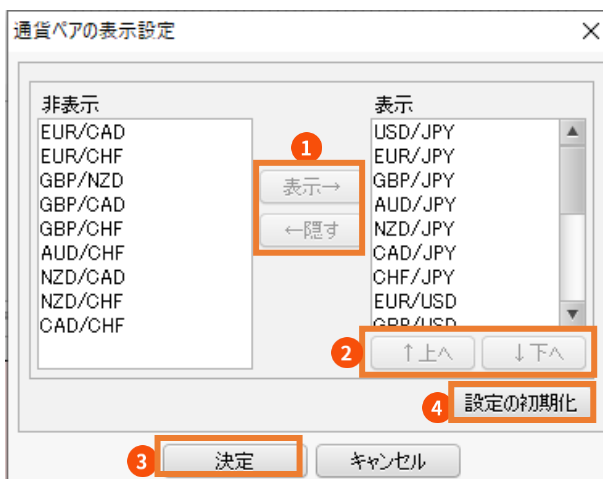 通貨ペアの表示設定
非表示
EUR/CAD
EUR/CHF
GBP/NZD
GBP/CAD
GBP/CHF
AUD/CHF
NZD/CAD
NZD/CHF
CAD/CHF
1
表示→
←隠す
表示
USD/JPY
EUR/JPY
GBP/JPY
AUD/JPY
NZD/JPY
CAD/JPY
CHF/JPY
EUR/USD
GBP/USD
2
↑上へ
↓下へ
4
設定の初期化
3
決定
キャンセル